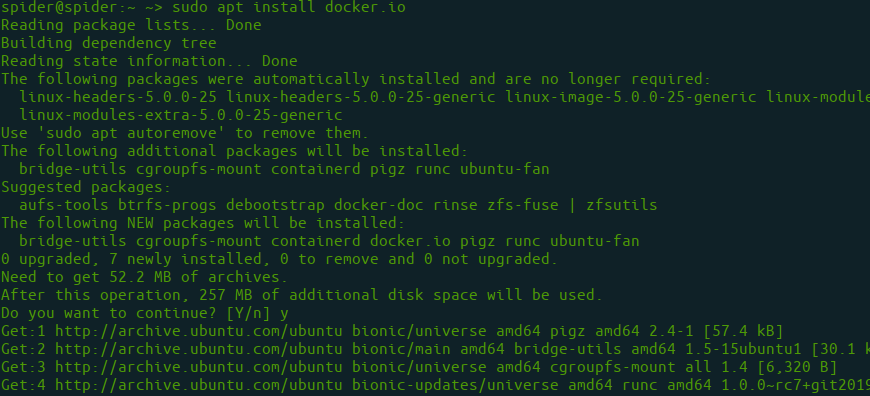 spider@spider:~ ~> sudo apt install docker.io
Reading package lists... Done
Building dependency tree
Reading state information... Done
The following packages were automatically installed and are no longer required:
  linux-headers-5.0.0-25 linux-headers-5.0.0-25-generic linux-image-5.0.0-25-generic linux-module
  linux-modules-extra-5.0.0-25-generic
Use 'sudo apt autoremove' to remove them.
The following additional packages will be installed:
  bridge-utils cgroupfs-mount containerd pigz runc ubuntu-fan
Suggested packages:
  aufs-tools btrfs-progs debootstrap docker-doc rinse zfs-fuse | zfsutils
The following NEW packages will be installed:
  bridge-utils cgroupfs-mount containerd docker.io pigz runc ubuntu-fan
0 upgraded, 7 newly installed, 0 to remove and 0 not upgraded.
Need to get 52.2 MB of archives.
After this operation, 257 MB of additional disk space will be used.
Do you want to continue? [Y/n] y
Get:1 http://archive.ubuntu.com/ubuntu bionic/universe amd64 pigz amd64 2.4-1 [57.4 kB]
Get:2 http://archive.ubuntu.com/ubuntu bionic/main amd64 bridge-utils amd64 1.5-15ubuntu1 [30.1 k
Get:3 http://archive.ubuntu.com/ubuntu bionic/universe amd64 cgroupfs-mount all 1.4 [6,320 B]
Get:4 http://archive.ubuntu.com/ubuntu bionic-updates/universe amd64 runc amd64 1.0.0~rc7+git2019